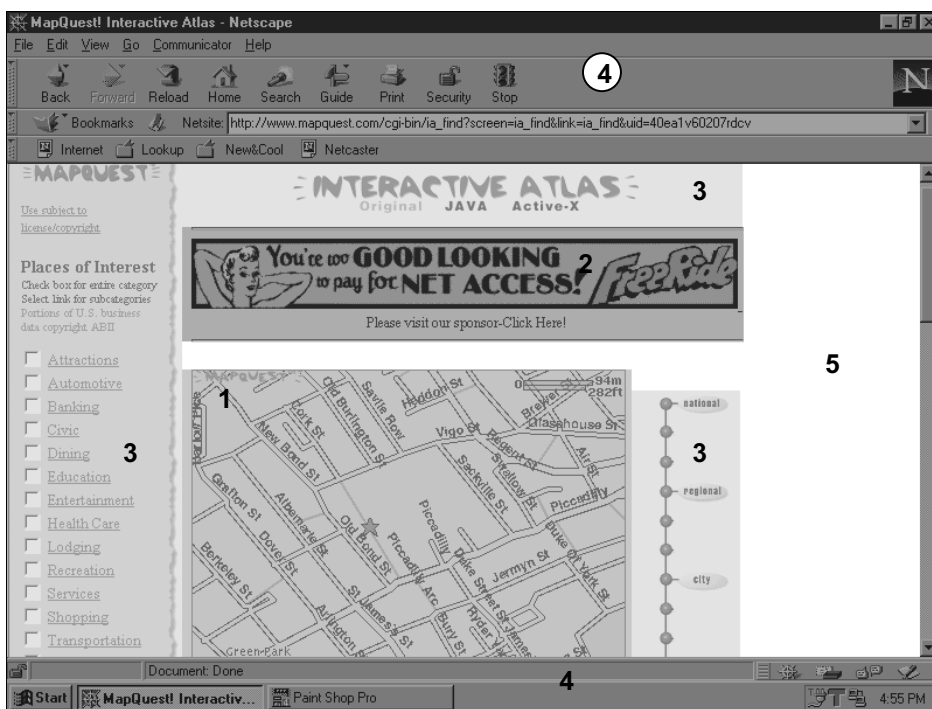 MapQuest! Interactive Atlas - Netscape
File Edit View Go Communicator Help
4
Back Forward Reload Home Search Guide Print Security Stop
N
Bookmarks Netsite: http://www.mapquest.com/cgi-bin/ia_find?screen=ia_find&link=ia_find&uid=40ea1v60207rdcv
Internet Lookup New&Cool Netcaster
MAPQUEST
INTERACTIVE ATLAS
Original JAVA Active-X
3
Use subject to
license/copyright
You're too GOOD LOOKING
to pay for NET ACCESS!
FreeRide
2
Please visit our sponsor-Click Here!
Places of Interest
Check box for entire category
Select link for subcategories
Portions of U.S. business
data copyright ABII
Attractions
Automotive
Banking
Civic
Dining
Education
Entertainment
Health Care
Lodging
Recreation
Services
Shopping
Transportation
3
MAPQUEST
1
0 94m
282ft
Haddon St
Brewer St
Glasshouse St
Savile Row
Old Burlington St
Cork St
New Bond St
Vigo St
Regent St
Air St
Swallow St
Sackville St
Piccadilly
Grafton St
Albemarle St
Old Bond St
Dover St
Berkeley St
Piccadilly
Piccadilly Arc
Duke Of York St
Jermyn St
Duke Street St James
St James's St
Arlington St
Bury St
Ryder
Green-Park
national
3
regional
city
5
Document: Done
4
Start MapQuest! Interactiv... Paint Shop Pro 4:55 PM